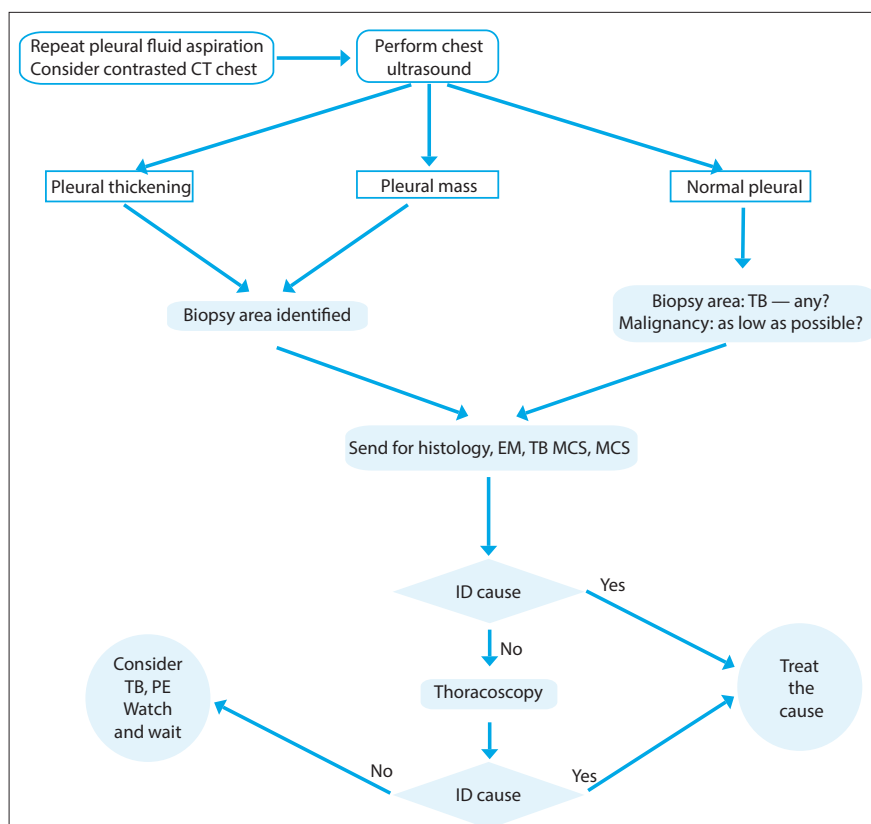 Repeat pleural fluid aspiration
Consider contrasted CT chest
Perform chest
ultrasound
Pleural thickening
Pleural mass
Normal pleural
Biopsy area identified
Biopsy area: TB — any?
Malignancy: as low as possible?
Send for histology, EM, TB MCS, MCS
ID cause
Yes
No
Consider
TB, PE
Watch
and wait
Thoracoscopy
Treat
the
cause
No
ID cause
Yes